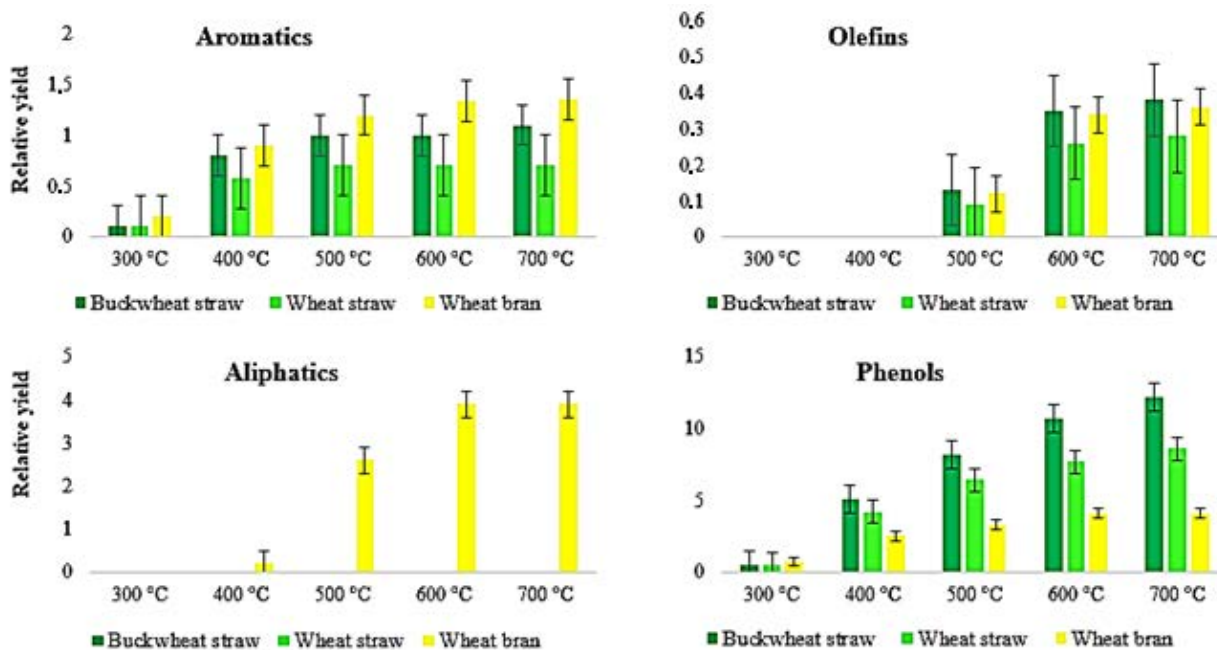 Aromatics
Relative yield
2
1.5
1
0.5
0
300 °C 400 °C 500 °C 600 °C 700 °C
Buckwheat straw Wheat straw Wheat bran
Olefins
0.6
0.5
0.4
0.3
0.2
0.1
0
300 °C 400 °C 500 °C 600 °C 700 °C
Buckwheat straw Wheat straw Wheat bran
Aliphatics
Relative yield
5
4
3
2
1
0
300 °C 400 °C 500 °C 600 °C 700 °C
Buckwheat straw Wheat straw Wheat bran
Phenols
15
10
5
0
300 °C 400 °C 500 °C 600 °C 700 °C
Buckwheat straw Wheat straw Wheat bran